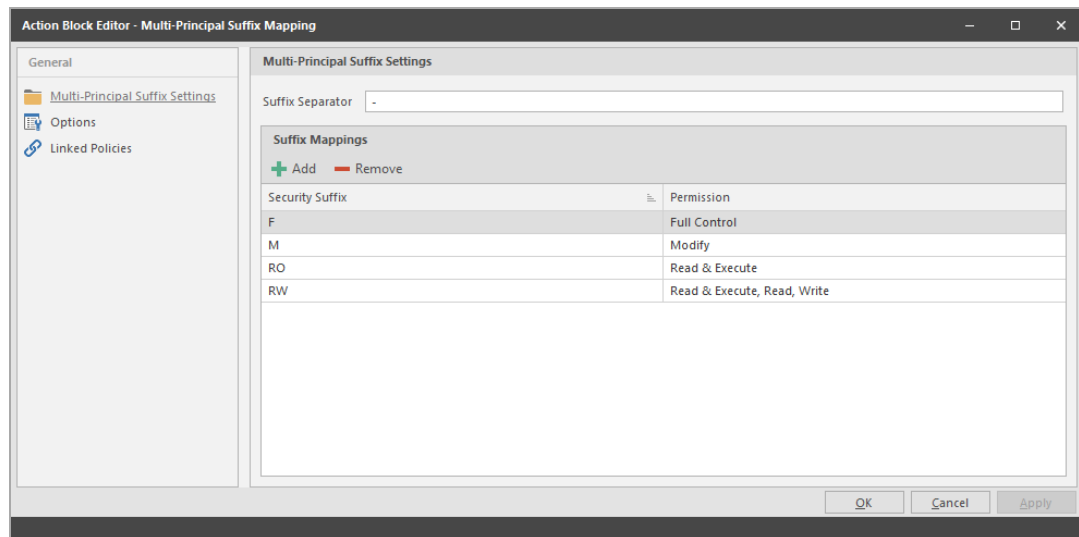 Action Block Editor - Multi-Principal Suffix Mapping
General
Multi-Principal Suffix Settings
Options
Linked Policies
Multi-Principal Suffix Settings
Suffix Separator -
Suffix Mappings
Add Remove
Security Suffix Permission
F Full Control
M Modify
RO Read & Execute
RW Read & Execute, Read, Write
OK Cancel Apply